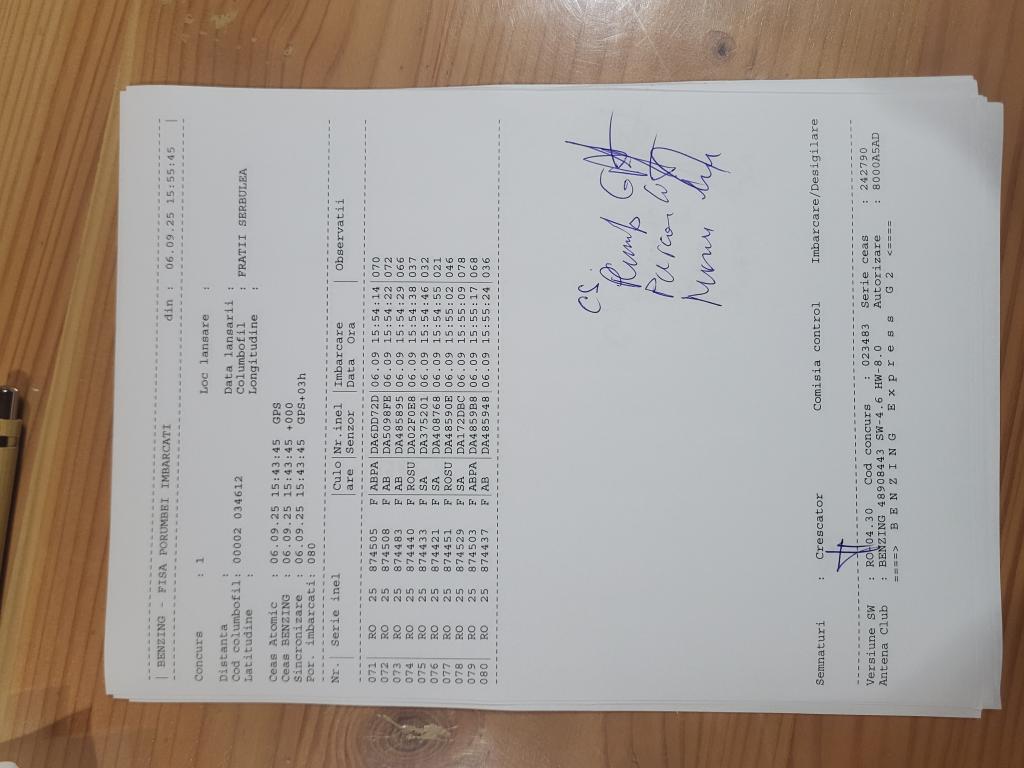 BENZING - FISA PORUMBEI IMBARCATI din : 06.09.25 15:55:45
Concurs : 1 Loc lansare :
Distanta : Data lansarii :
Cod columbofil: 00002 034612 Columbofil : FRATII SERBULEA
Latitudine : Longitudine :
Ceas Atomic : 06.09.25 15:43:45 GPS
Ceas BENZING : 06.09.25 15:43:45 +000
Sincronizare : 06.09.25 15:43:45 GPS+03h
Por. imbarcati: 080
Nr.| Serie inel |Culo|Nr.inel |Imbarcare | Observatii
|are |Senzor |Data Ora |
071 RO 25 874505 F ABPA DA6DD72D 06.09 15:54:14 070
072 RO 25 874508 F AB DA5098FE 06.09 15:54:22 072
073 RO 25 874483 F AB DA485895 06.09 15:54:29 066
074 RO 25 874440 F ROSU DA02F0E8 06.09 15:54:38 037
075 RO 25 874433 F SA DA375201 06.09 15:54:46 032
076 RO 25 874421 F SA DA408768 06.09 15:54:55 021
077 RO 25 874451 F ROSU DA48590E 06.09 15:55:02 046
078 RO 25 874529 F SA DA172DBC 06.09 15:55:09 078
079 RO 25 874503 F ABPA DA4859B8 06.09 15:55:17 068
080 RO 25 874437 F AB DA485948 06.09 15:55:24 036
CS.
Semnaturi : Crescator Comisia control Imbarcare/Desigilare
Versiune SW : RO 04.30 Cod concurs : 023483 Serie ceas : 242790
Antena Club : BENZING 48908443 SW-4.6 HW-8.0 Autorizare : 8000A5AD
====> B E N Z I N G E x p r e s s G 2 <====